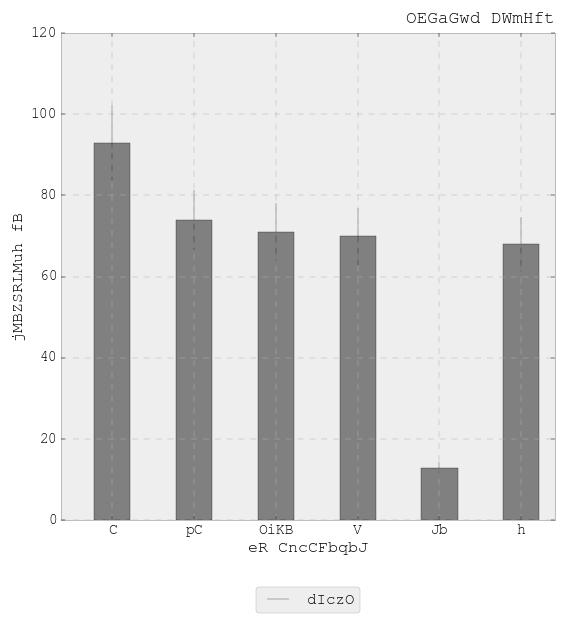 OEGaGwd DWmHft
120
100
80
60
40
20
0
jMBZSRLMuh fB
C pC OiKB V Jb h
eR CncCFbqbJ
dIczO